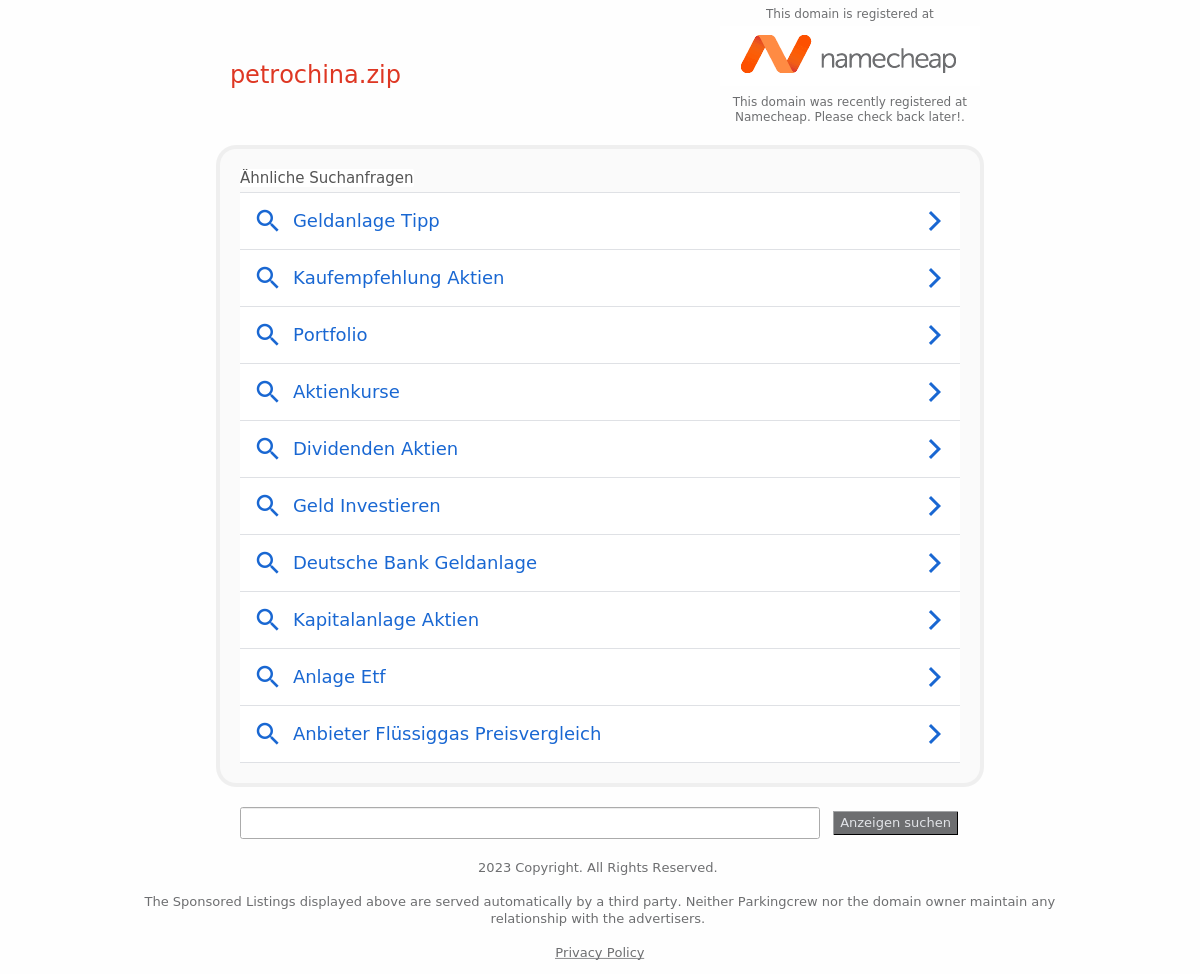 This domain is registered at
petrochina.zip
namecheap
This domain was recently registered at
Namecheap. Please check back later!.
Ähnliche Suchanfragen
Geldanlage Tipp
Kaufempfehlung Aktien
Portfolio
Aktienkurse
Dividenden Aktien
Geld Investieren
Deutsche Bank Geldanlage
Kapitalanlage Aktien
Anlage Etf
Anbieter Flüssiggas Preisvergleich
Anzeigen suchen
2023 Copyright. All Rights Reserved.
The Sponsored Listings displayed above are served automatically by a third party. Neither Parkingcrew nor the domain owner maintain any
relationship with the advertisers.
Privacy Policy